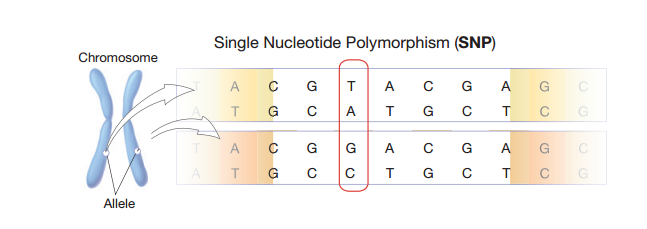 Single Nucleotide Polymorphism (SNP)
Chromosome
T A C G T A C G A G C
A T G C A T G C T C G
T A C G G A C G A G C
A T G C C T G C T C G
Allele